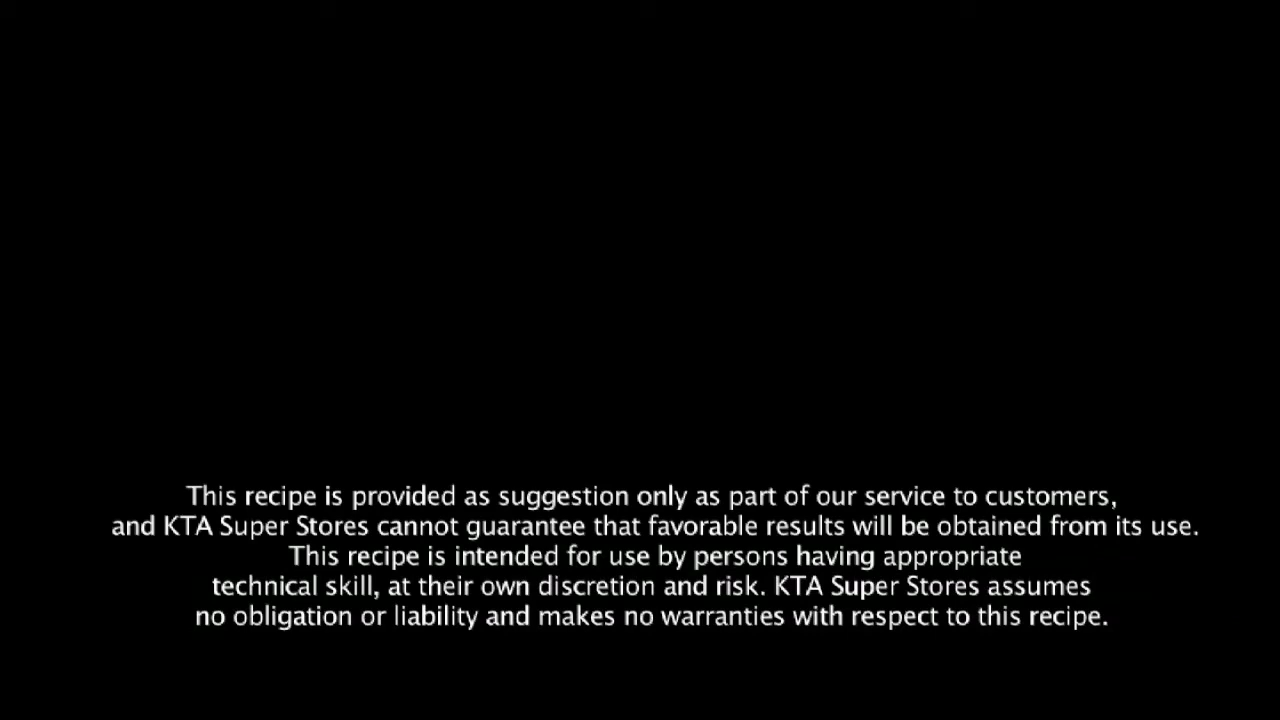 This recipe is provided as suggestion only as part of our service to customers,
and KTA Super Stores cannot guarantee that favorable results will be obtained from its use.
This recipe is intended for use by persons having appropriate
technical skill, at their own discretion and risk. KTA Super Stores assumes
no obligation or liability and makes no warranties with respect to this recipe.